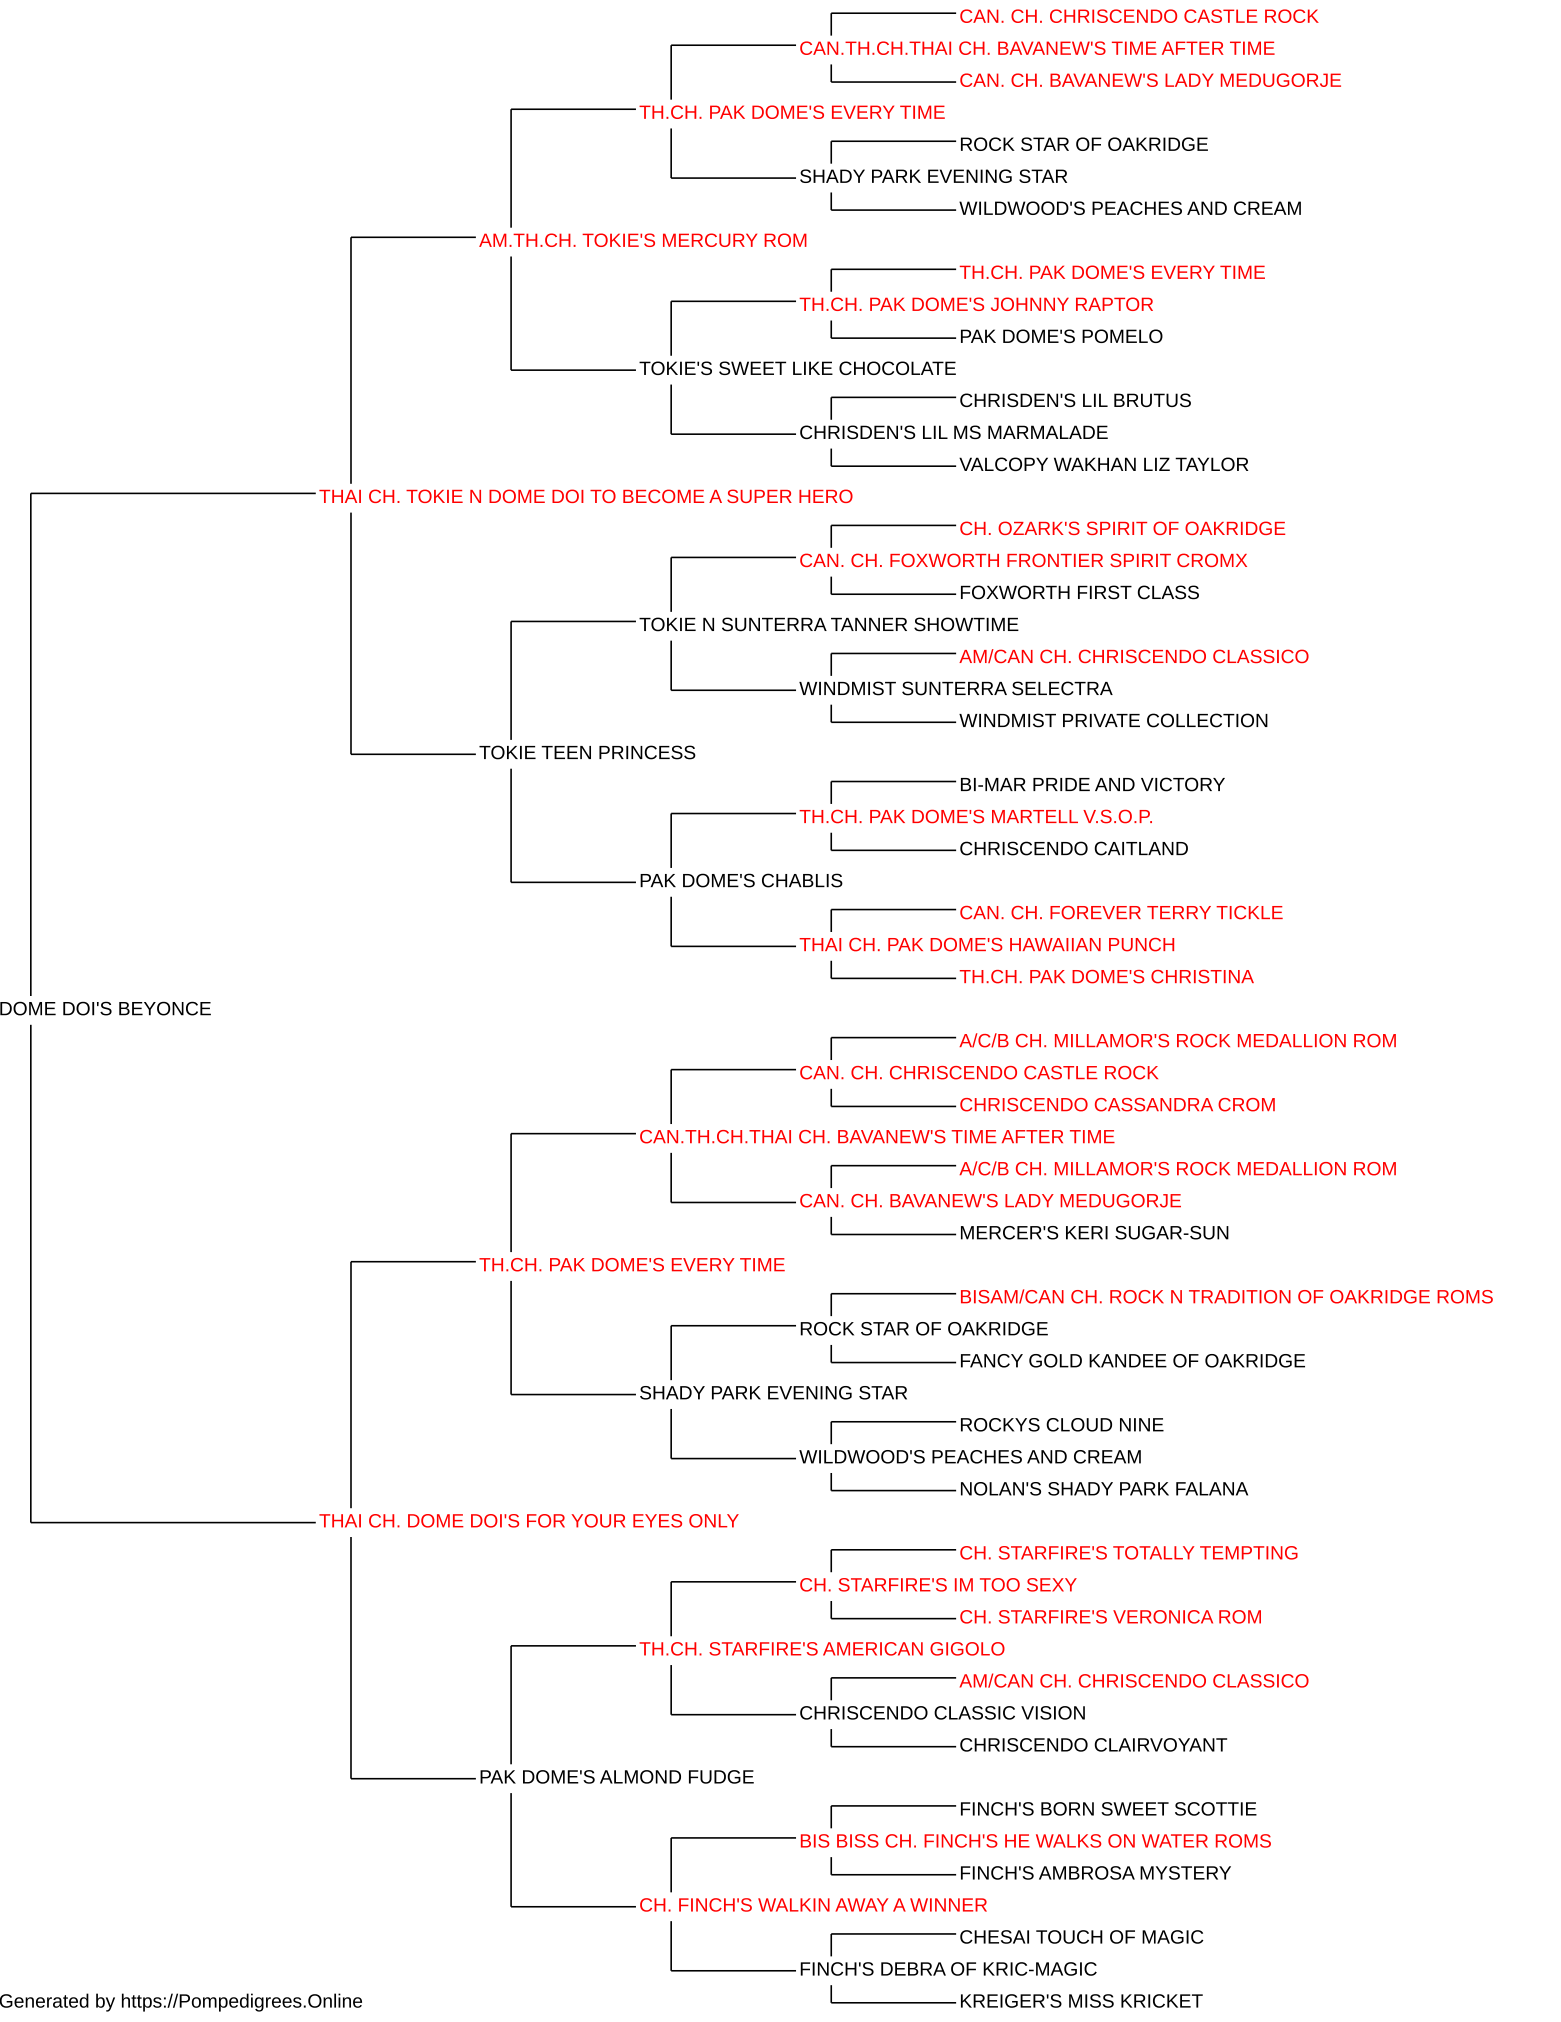 CAN. CH. CHRISCENDO CASTLE ROCK
CAN.TH.CH.THAI CH. BAVANEW'S TIME AFTER TIME
CAN. CH. BAVANEW'S LADY MEDUGORJE
TH.CH. PAK DOME'S EVERY TIME
ROCK STAR OF OAKRIDGE
SHADY PARK EVENING STAR
WILDWOOD'S PEACHES AND CREAM
AM.TH.CH. TOKIE'S MERCURY ROM
TH.CH. PAK DOME'S EVERY TIME
TH.CH. PAK DOME'S JOHNNY RAPTOR
PAK DOME'S POMELO
TOKIE'S SWEET LIKE CHOCOLATE
CHRISDEN'S LIL BRUTUS
CHRISDEN'S LIL MS MARMALADE
VALCOPY WAKHAN LIZ TAYLOR
THAI CH. TOKIE N DOME DOI TO BECOME A SUPER HERO
CH. OZARK'S SPIRIT OF OAKRIDGE
CAN. CH. FOXWORTH FRONTIER SPIRIT CROMX
FOXWORTH FIRST CLASS
TOKIE N SUNTERRA TANNER SHOWTIME
AM/CAN CH. CHRISCENDO CLASSICO
WINDMIST SUNTERRA SELECTRA
WINDMIST PRIVATE COLLECTION
TOKIE TEEN PRINCESS
BI-MAR PRIDE AND VICTORY
TH.CH. PAK DOME'S MARTELL V.S.O.P.
CHRISCENDO CAITLAND
PAK DOME'S CHABLIS
CAN. CH. FOREVER TERRY TICKLE
THAI CH. PAK DOME'S HAWAIIAN PUNCH
TH.CH. PAK DOME'S CHRISTINA
DOME DOI'S BEYONCE
A/C/B CH. MILLAMOR'S ROCK MEDALLION ROM
CAN. CH. CHRISCENDO CASTLE ROCK
CHRISCENDO CASSANDRA CROM
CAN.TH.CH.THAI CH. BAVANEW'S TIME AFTER TIME
A/C/B CH. MILLAMOR'S ROCK MEDALLION ROM
CAN. CH. BAVANEW'S LADY MEDUGORJE
MERCER'S KERI SUGAR-SUN
TH.CH. PAK DOME'S EVERY TIME
BISAM/CAN CH. ROCK N TRADITION OF OAKRIDGE ROMS
ROCK STAR OF OAKRIDGE
FANCY GOLD KANDEE OF OAKRIDGE
SHADY PARK EVENING STAR
ROCKYS CLOUD NINE
WILDWOOD'S PEACHES AND CREAM
NOLAN'S SHADY PARK FALANA
THAI CH. DOME DOI'S FOR YOUR EYES ONLY
CH. STARFIRE'S TOTALLY TEMPTING
CH. STARFIRE'S IM TOO SEXY
CH. STARFIRE'S VERONICA ROM
TH.CH. STARFIRE'S AMERICAN GIGOLO
AM/CAN CH. CHRISCENDO CLASSICO
CHRISCENDO CLASSIC VISION
CHRISCENDO CLAIRVOYANT
PAK DOME'S ALMOND FUDGE
FINCH'S BORN SWEET SCOTTIE
BIS BISS CH. FINCH'S HE WALKS ON WATER ROMS
FINCH'S AMBROSA MYSTERY
CH. FINCH'S WALKIN AWAY A WINNER
CHESAI TOUCH OF MAGIC
FINCH'S DEBRA OF KRIC-MAGIC
KREIGER'S MISS KRICKET
Generated by https://Pompedigrees.Online